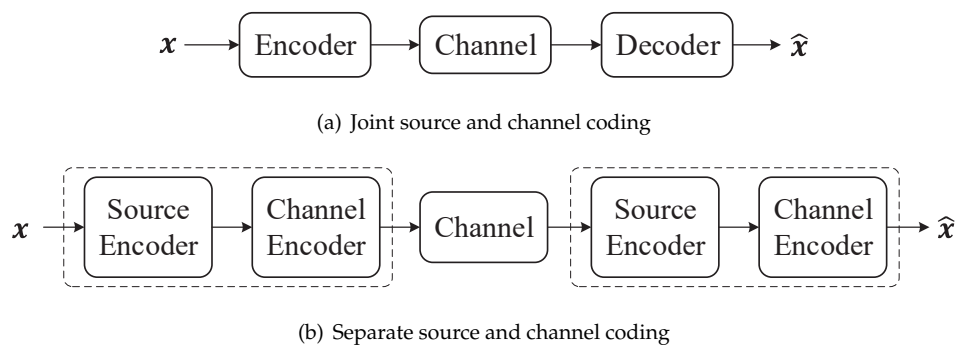 x Encoder Channel Decoder x̂
(a) Joint source and channel coding
x Source Encoder Channel Encoder Channel Source Encoder Channel Encoder x̂
(b) Separate source and channel coding